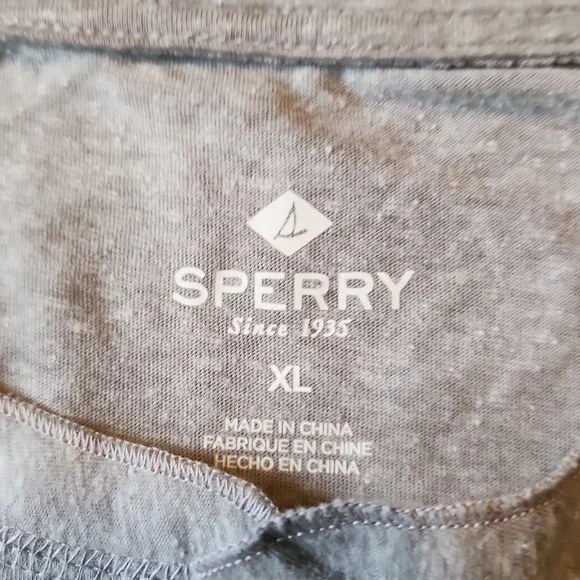 SPERRY
Since 1935
XL
MADE IN CHINA
FABRIQUE EN CHINE
HECHO EN CHINA